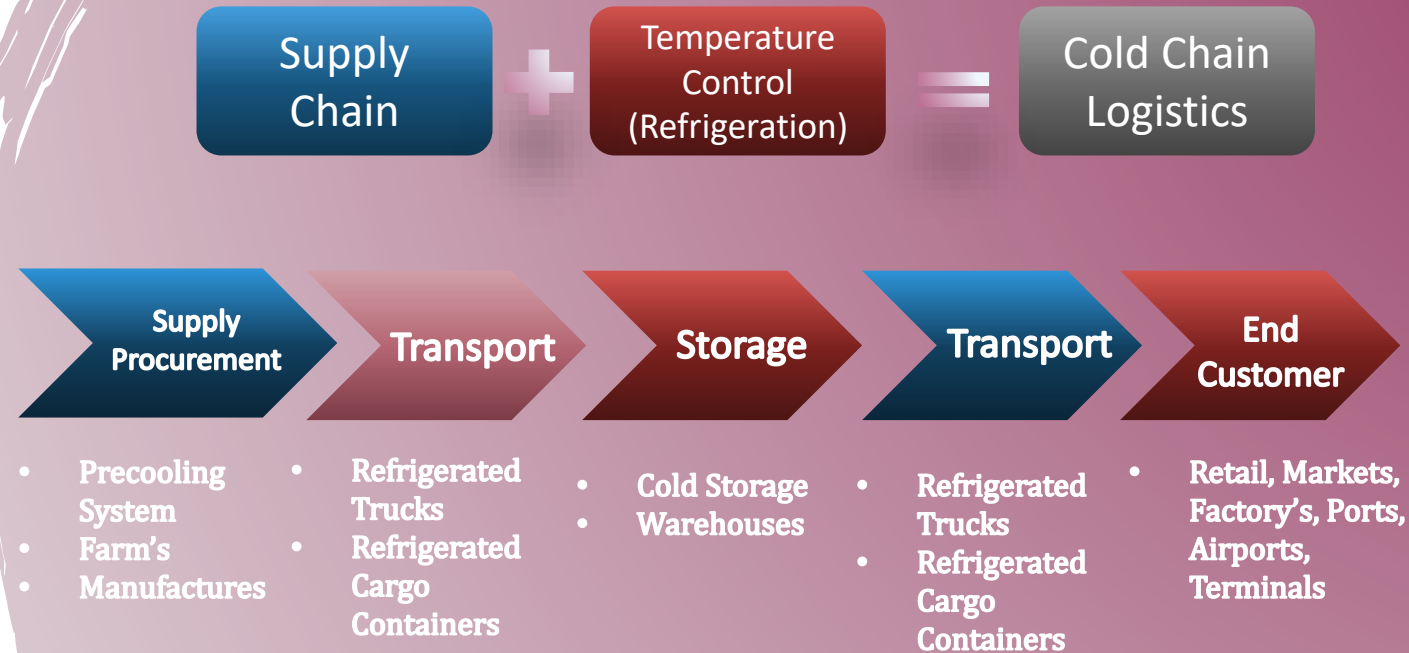 Supply
Chain
Temperature
Control
(Refrigeration)
Cold Chain
Logistics
Supply
Procurement
Transport
Storage
Transport
End
Customer
• Precooling
System
• Farm's
• Manufactures
• Refrigerated
Trucks
• Refrigerated
Cargo
Containers
• Cold Storage
• Warehouses
• Refrigerated
Trucks
• Refrigerated
Cargo
Containers
• Retail, Markets,
Factory's, Ports,
Airports,
Terminals